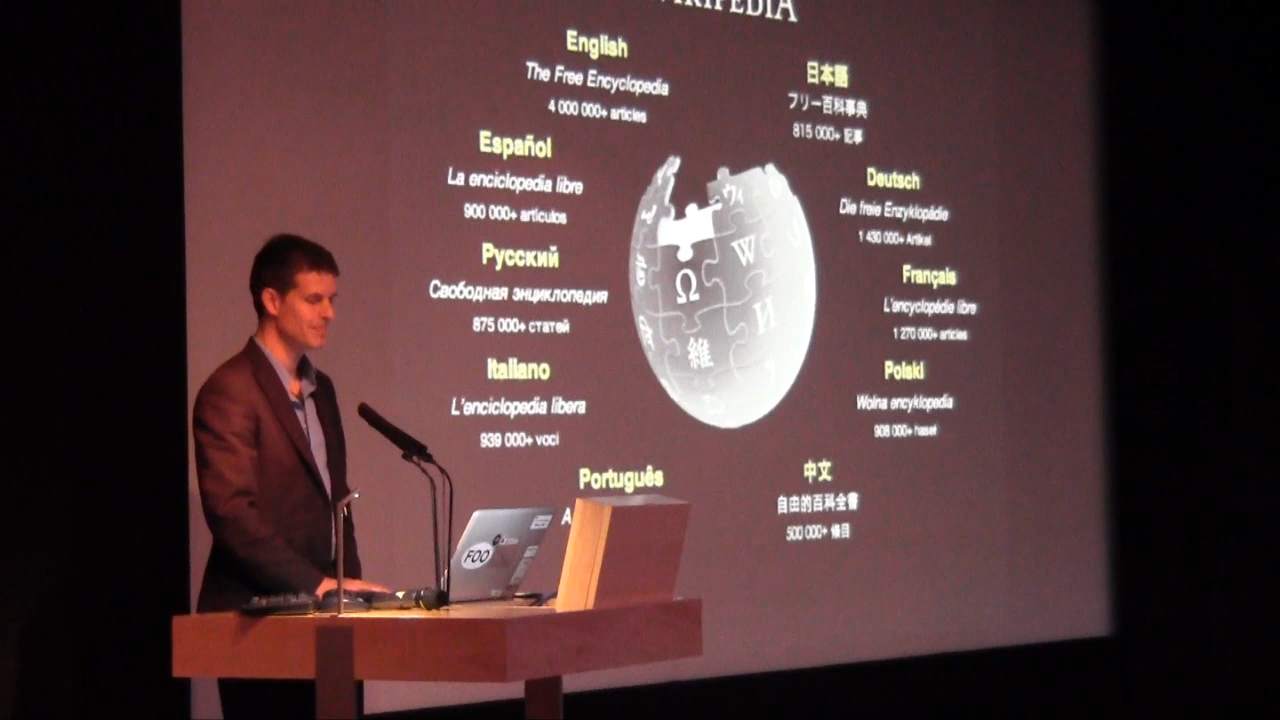 WIKIPEDIA
English
The Free Encyclopedia
4 000 000+ articles
日本語
フリー百科事典
815 000+ 記事
Español
La enciclopedia libre
900 000+ artículos
Deutsch
Die freie Enzyklopädie
1 430 000+ Artikel
Русский
Свободная энциклопедия
875 000+ статей
Français
L'encyclopédie libre
1 270 000+ articles
Italiano
L'enciclopedia libera
939 000+ voci
Polski
Wolna encyklopedia
908 000+ haseł
Português
A
中文
自由的百科全書
500 000+ 條目
Ω
W
И
維
FOO